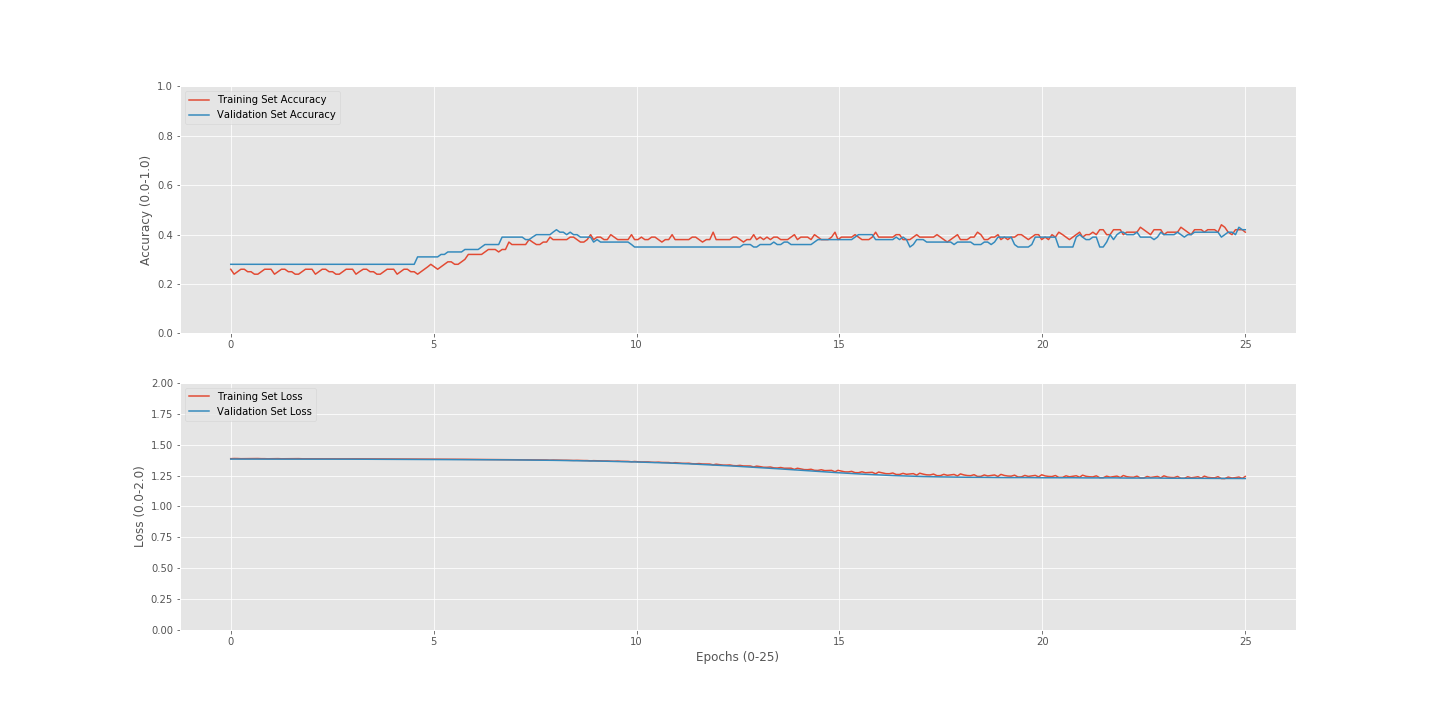 1.0
Training Set Accuracy
Validation Set Accuracy
0.8
0.6
0.4
0.2
0.0
Accuracy (0.0-1.0)
0 5 10 15 20 25
2.00
Training Set Loss
Validation Set Loss
1.75
1.50
1.25
1.00
0.75
0.50
0.25
0.00
Loss (0.0-2.0)
0 5 10 15 20 25
Epochs (0-25)